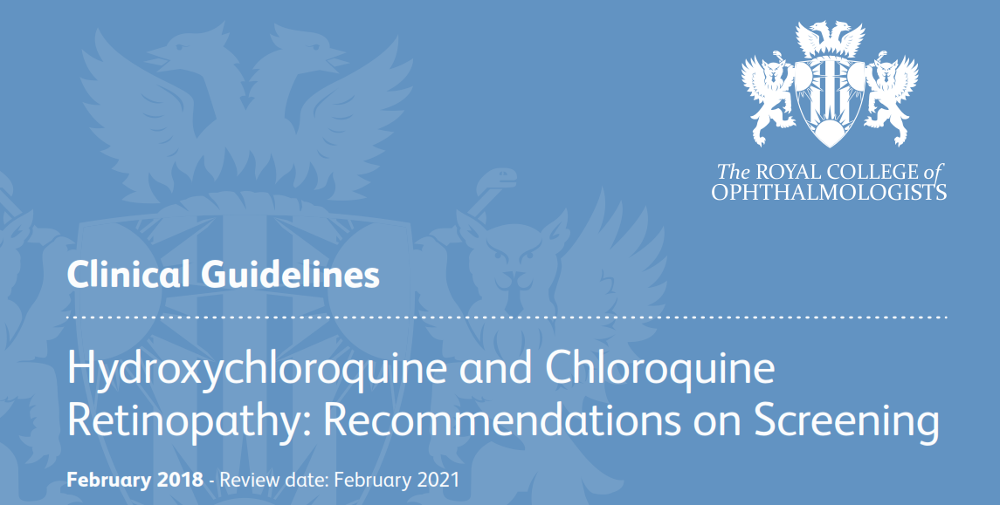 The ROYAL COLLEGE of
OPHTHALMOLOGISTS
Clinical Guidelines
Hydroxychloroquine and Chloroquine
Retinopathy: Recommendations on Screening
February 2018 - Review date: February 2021